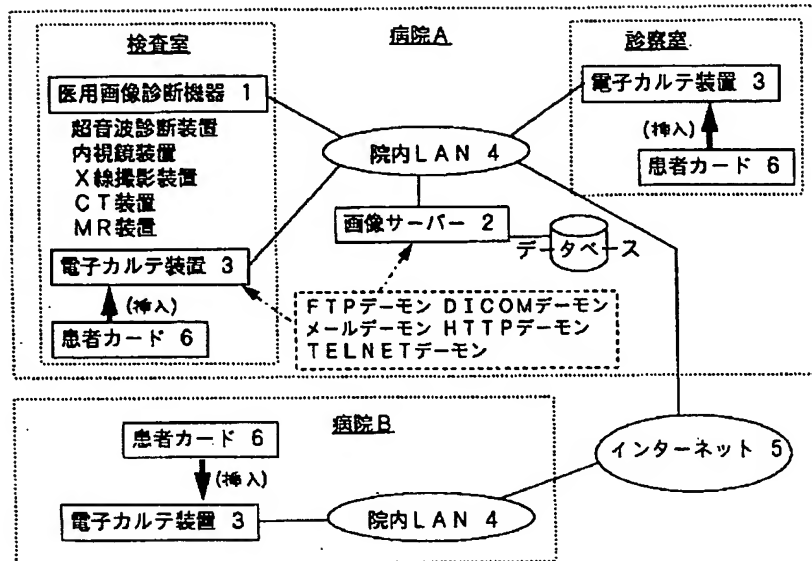 病院A
検査室
医用画像診断機器 1
超音波診断装置
内視鏡装置
X線撮影装置
CT装置
MR装置
電子カルテ装置 3
(挿入)
患者カード 6
院内LAN 4
画像サーバー 2
データベース
FTPデーモン DICOMデーモン
メールデーモン HTTPデーモン
TELNETデーモン
診察室
電子カルテ装置 3
(挿入)
患者カード 6
病院B
患者カード 6
(挿入)
電子カルテ装置 3
院内LAN 4
インターネット 5